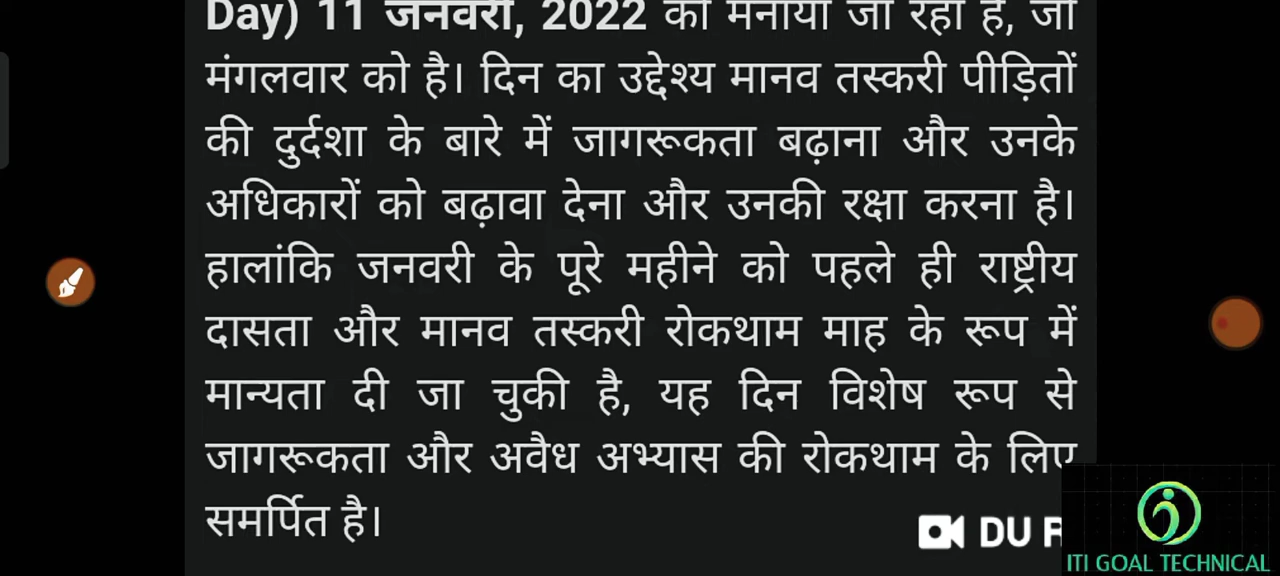 Day) 11 जनवरी, 2022 को मनाया जा रहा है, जो
मंगलवार को है। दिन का उद्देश्य मानव तस्करी पीड़ितों
की दुर्दशा के बारे में जागरूकता बढ़ाना और उनके
अधिकारों को बढ़ावा देना और उनकी रक्षा करना है।
हालांकि जनवरी के पूरे महीने को पहले ही राष्ट्रीय
दासता और मानव तस्करी रोकथाम माह के रूप में
मान्यता दी जा चुकी है, यह दिन विशेष रूप से
जागरूकता और अवैध अभ्यास की रोकथाम के लिए
समर्पित है।
DU
ITI GOAL TECHNICAL